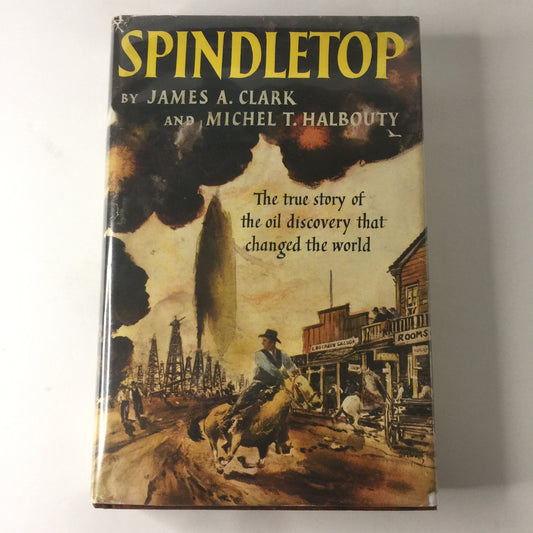 SPINDLETOP
BY JAMES A. CLARK
AND MICHEL T. HALBOUTY
The true story of
the oil discovery that
changed the world
SALOON
ROOMS